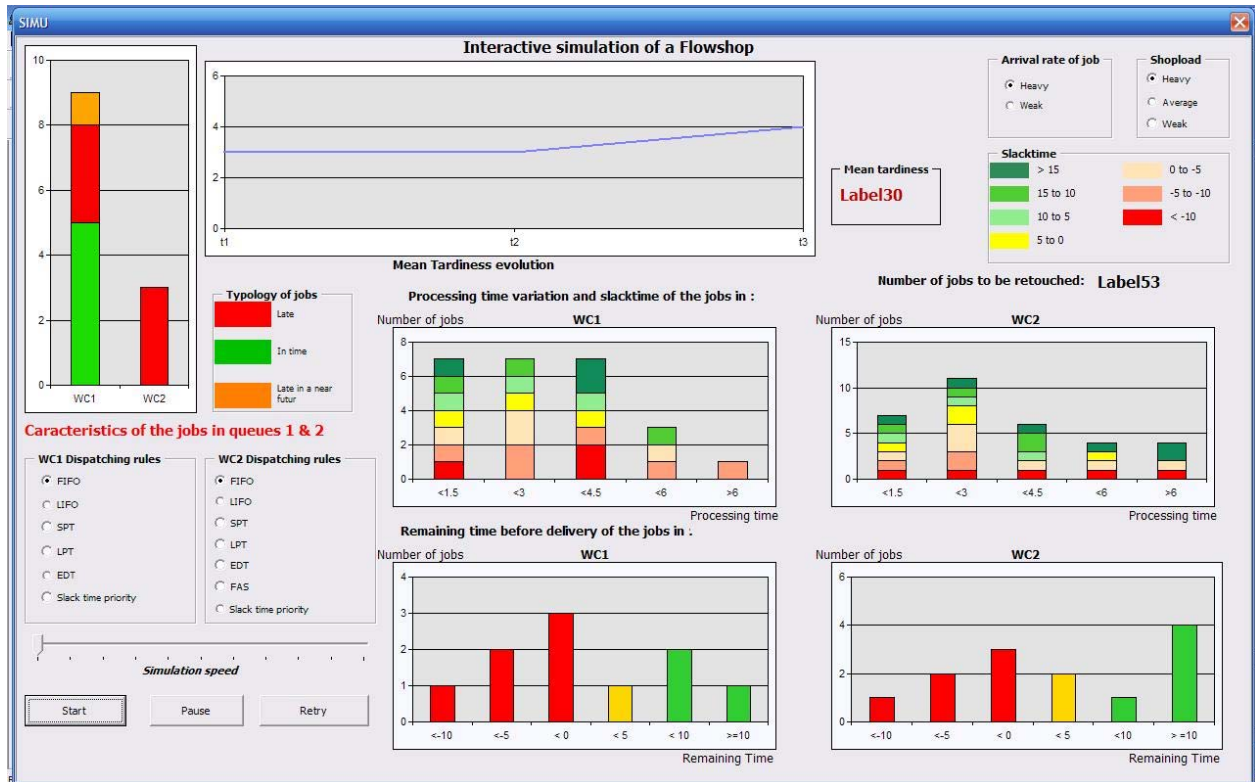 SIMU
Interactive simulation of a Flowshop
10
8
6
4
2
0
WC1 WC2
6
4
2
0
t1 t2 t3
Mean Tardiness evolution
Mean tardiness
Label30
Arrival rate of job
Heavy
Weak
Shopload
Heavy
Average
Weak
Slacktime
> 15 0 to -5
15 to 10 -5 to -10
10 to 5 < -10
5 to 0
Number of jobs to be retouched: Label53
Typology of jobs
Late
In time
Late in a near
futur
Caracteristics of the jobs in queues 1 & 2
Processing time variation and slacktime of the jobs in :
Number of jobs WC1
8
6
4
2
0
<1.5 <3 <4.5 <6 >6
Processing time
Number of jobs WC2
15
10
5
0
<1.5 <3 <4.5 <6 >6
Processing time
WC1 Dispatching rules
FIFO
LIFO
SPT
LPT
EDT
Slack time priority
WC2 Dispatching rules
FIFO
LIFO
SPT
LPT
EDT
FAS
Slack time priority
Simulation speed
Start Pause Retry
Remaining time before delivery of the jobs in :
Number of jobs WC1
4
3
2
1
0
<-10 <-5 < 0 < 5 < 10 >=10
Remaining Time
Number of jobs WC2
6
4
2
0
<-10 <-5 < 0 < 5 <10 > =10
Remaining Time